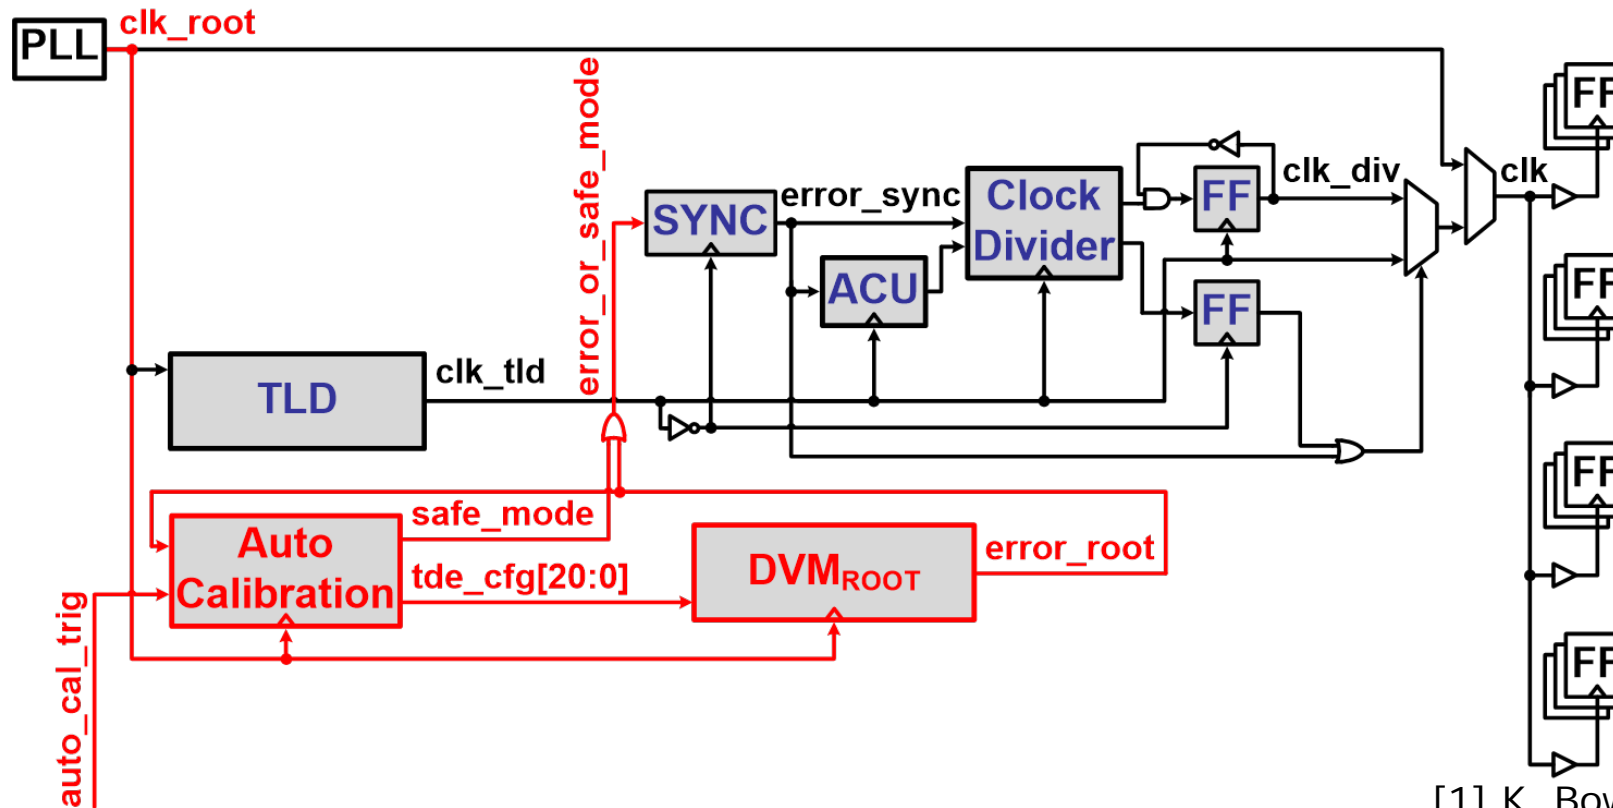 clk_root
PLL
error_or_safe_mode
FF
SYNC
error_sync
Clock
Divider
FF
clk_div
clk
ACU
FF
FF
TLD
clk_tld
FF
safe_mode
Auto
Calibration
tde_cfg[20:0]
DVMROOT
error_root
auto_cal_trig
FF
[1] K.